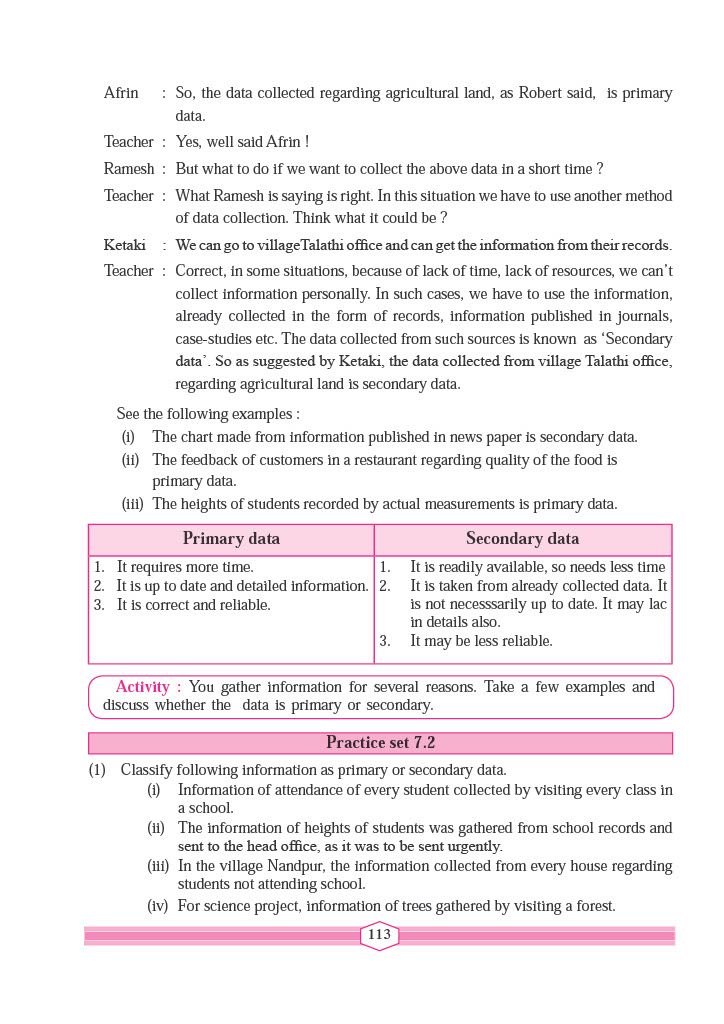 Afrin : So, the data collected regarding agricultural land, as Robert said, is primary
data.
Teacher : Yes, well said Afrin !
Ramesh : But what to do if we want to collect the above data in a short time ?
Teacher : What Ramesh is saying is right. In this situation we have to use another method
of data collection. Think what it could be ?
Ketaki : We can go to villageTalathi office and can get the information from their records.
Teacher : Correct, in some situations, because of lack of time, lack of resources, we can't
collect information personally. In such cases, we have to use the information,
already collected in the form of records, information published in journals,
case-studies etc. The data collected from such sources is known as 'Secondary
data'. So as suggested by Ketaki, the data collected from village Talathi office,
regarding agricultural land is secondary data.
See the following examples :
(i) The chart made from information published in news paper is secondary data.
(ii) The feedback of customers in a restaurant regarding quality of the food is
primary data.
(iii) The heights of students recorded by actual measurements is primary data.
Primary data
1. It requires more time.
2. It is up to date and detailed information.
3. It is correct and reliable.
Secondary data
1. It is readily available, so needs less time
2. It is taken from already collected data. It
is not necesssarily up to date. It may lac
in details also.
3. It may be less reliable.
Activity : You gather information for several reasons. Take a few examples and
discuss whether the data is primary or secondary.
Practice set 7.2
(1) Classify following information as primary or secondary data.
(i) Information of attendance of every student collected by visiting every class in
a school.
(ii) The information of heights of students was gathered from school records and
sent to the head office, as it was to be sent urgently.
(iii) In the village Nandpur, the information collected from every house regarding
students not attending school.
(iv) For science project, information of trees gathered by visiting a forest.
113